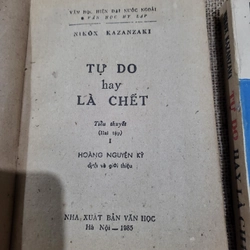 VĂN HỌC HIỆN ĐẠI NƯỚC NGOÀI
VĂN HỌC HY LẠP
NIKÔX KAZANZAKI
TỰ DO
hay
LÀ CHẾT
Tiểu thuyết
(Hai tập)
I
HOÀNG NGUYÊN KỲ
dịch và giới thiệu
NHÀ XUẤT BẢN VĂN HỌC
Hà Nội — 1985